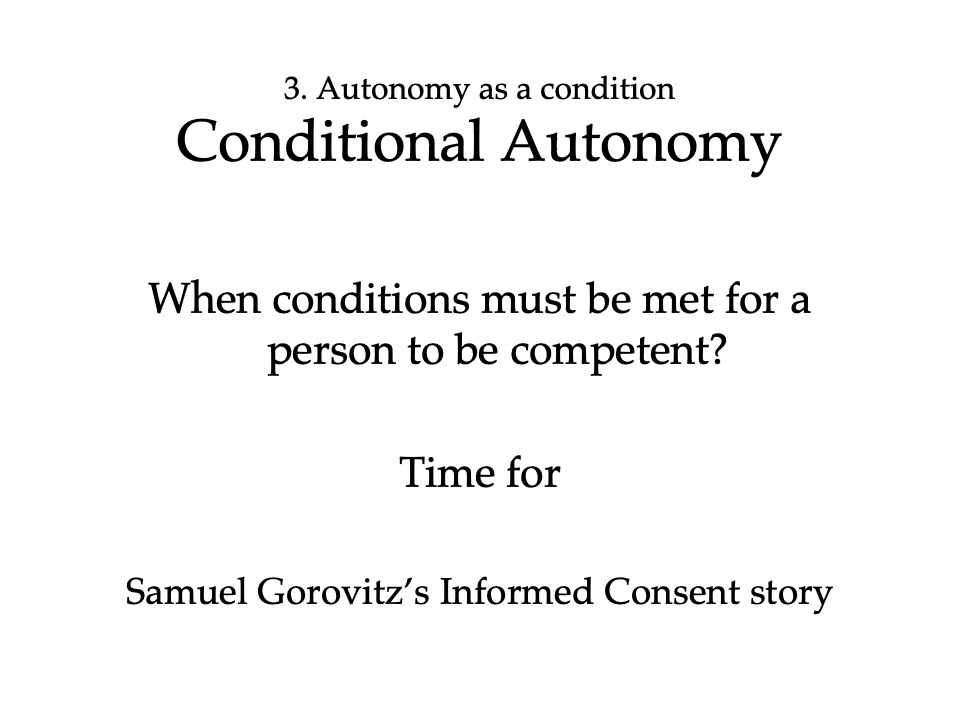 3. Autonomy as a condition
Conditional Autonomy
When conditions must be met for a
person to be competent?
Time for
Samuel Gorovitz’s Informed Consent story